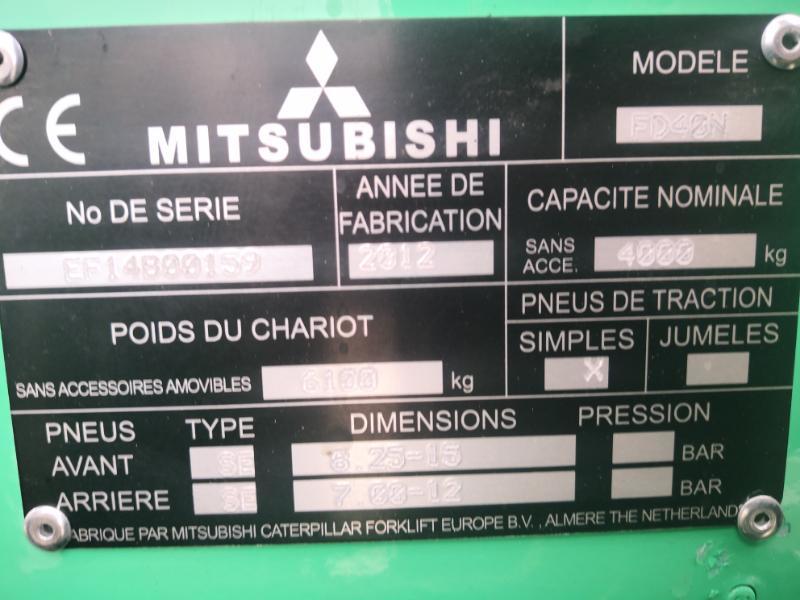 CE
MITSUBISHI
MODELE
FD40N
No DE SERIE
EF14B00159
ANNEE DE
FABRICATION
2012
CAPACITE NOMINALE
SANS
ACCE.
4000 kg
POIDS DU CHARIOT
SANS ACCESSOIRES AMOVIBLES 6100 kg
PNEUS DE TRACTION
SIMPLES JUMELES
X
PNEUS TYPE DIMENSIONS PRESSION
AVANT SE 8.25-15 BAR
ARRIERE SE 7.00-12 BAR
FABRIQUE PAR MITSUBISHI CATERPILLAR FORKLIFT EUROPE B.V. , ALMERE THE NETHERLANDS